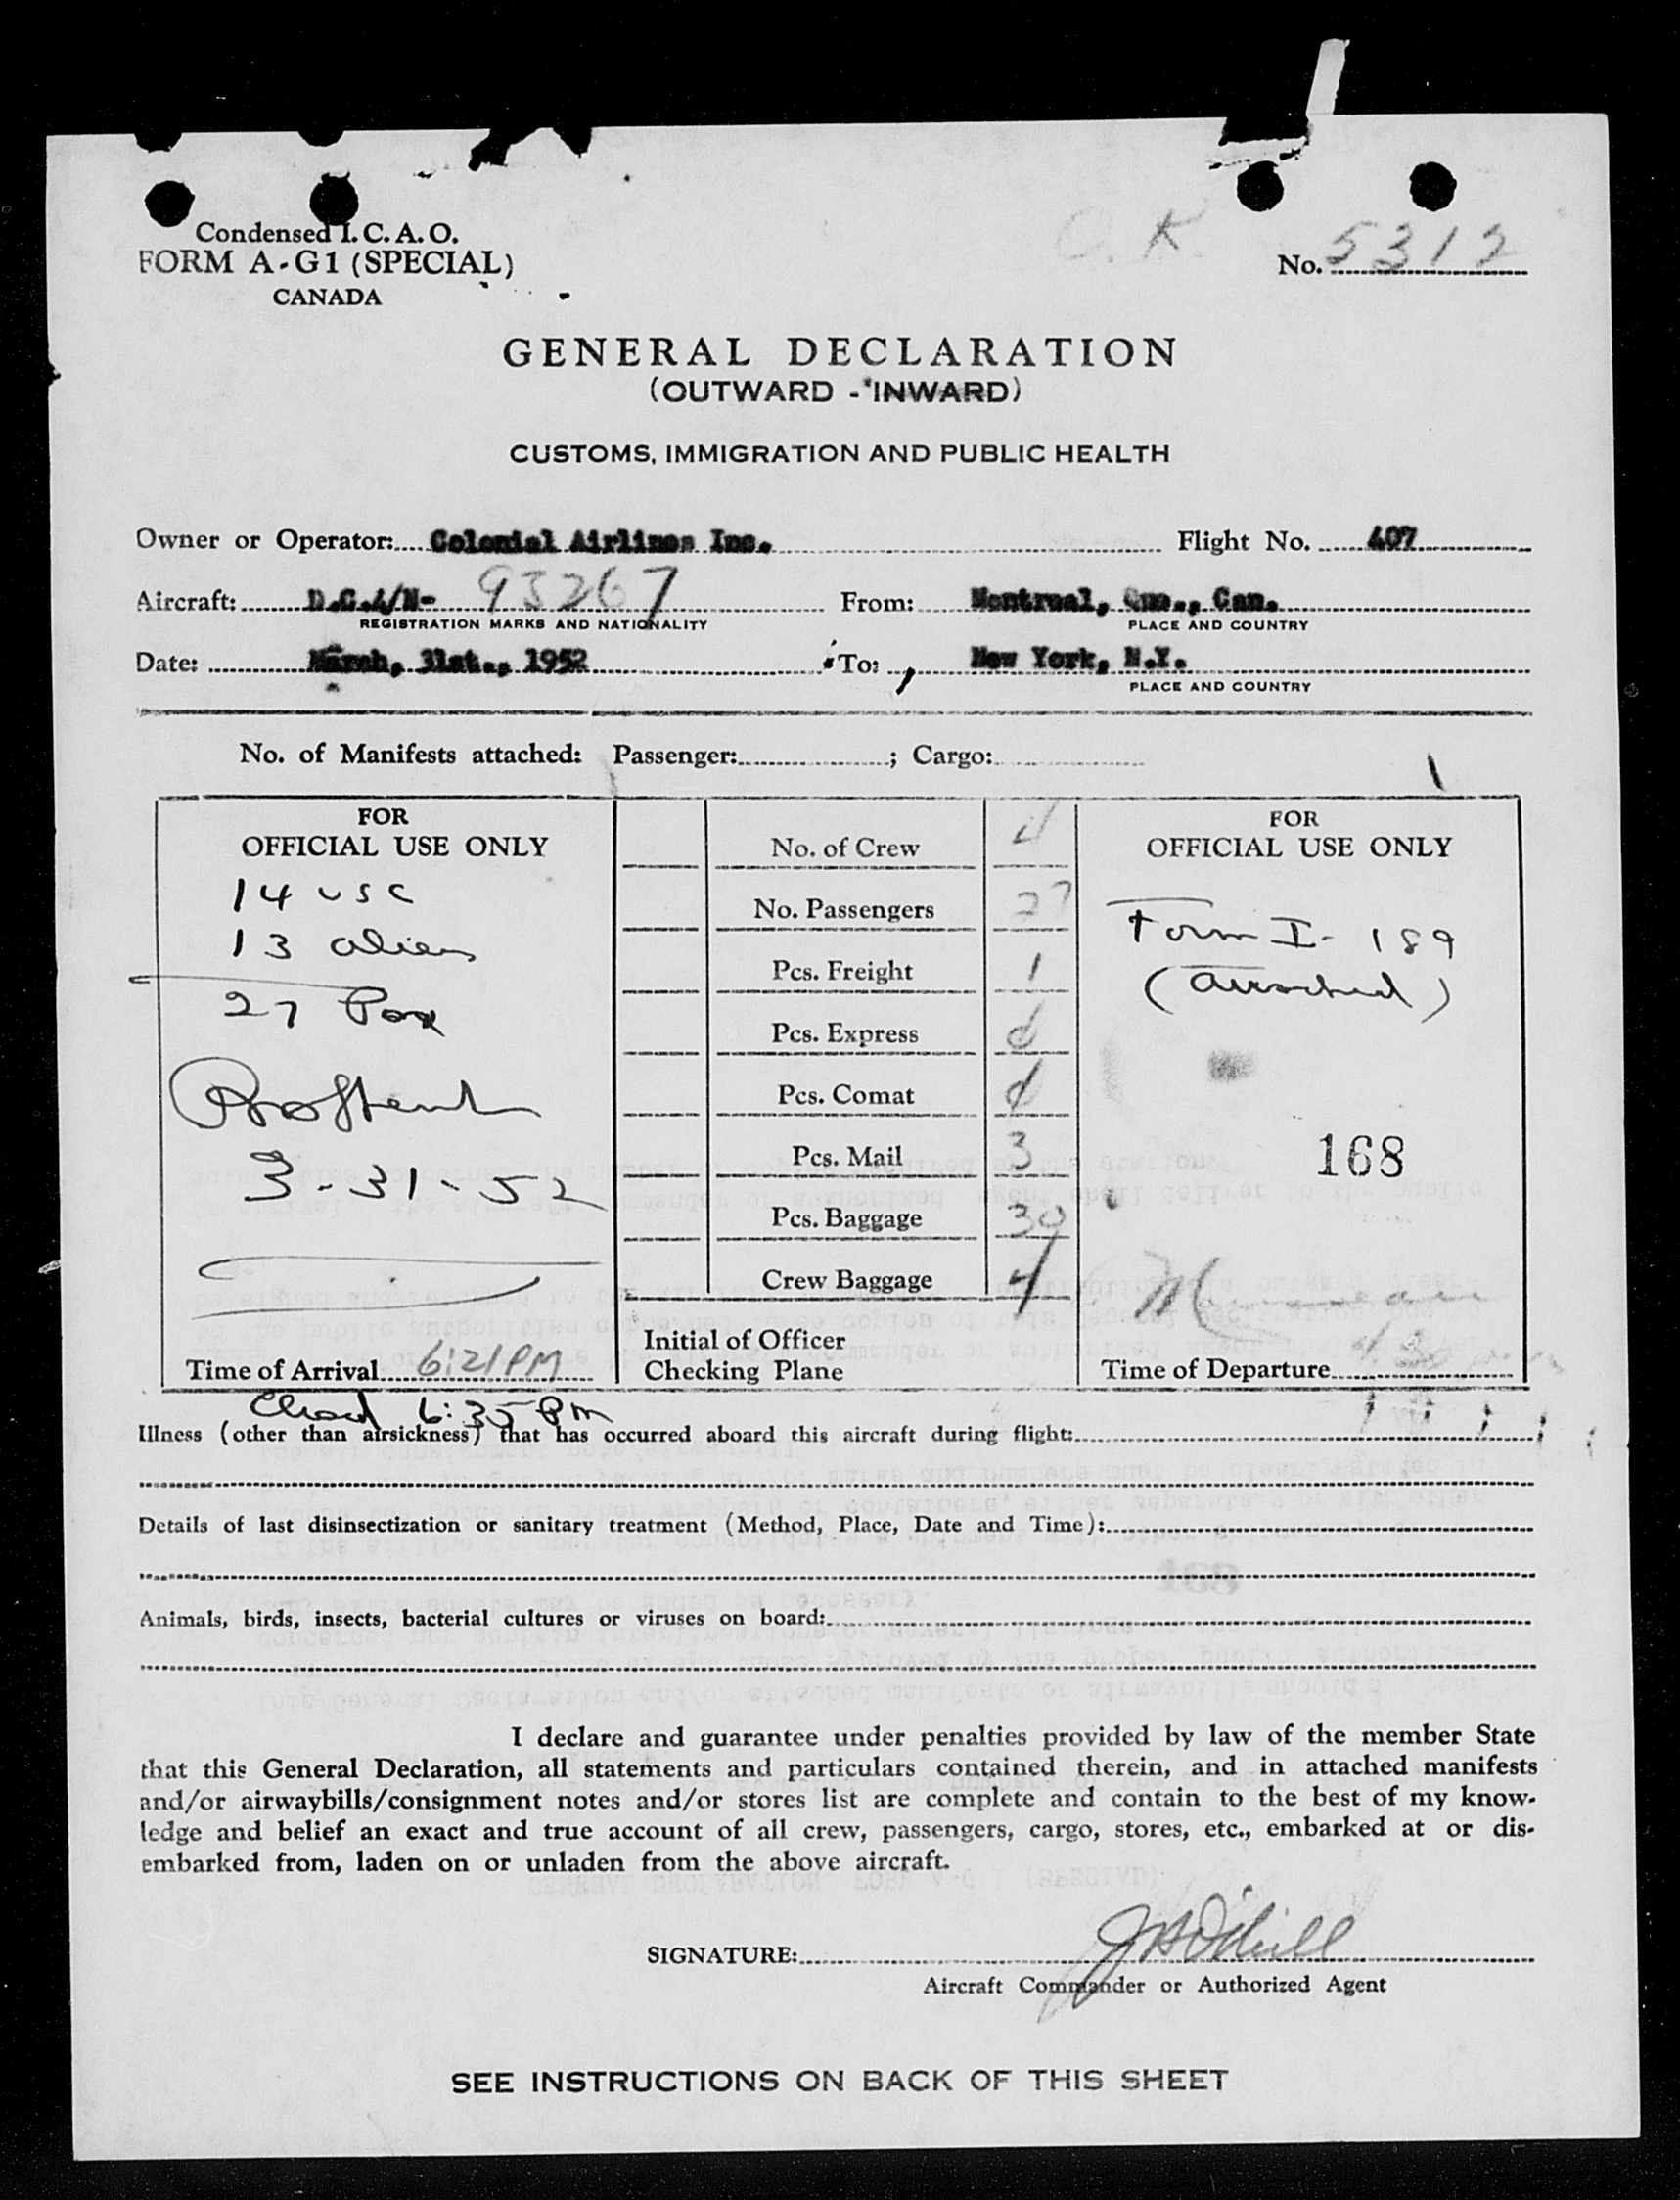 Condensed I.C.A.O.
FORM A-G1 (SPECIAL)
CANADA
O.K.
No. 5312
GENERAL DECLARATION
(OUTWARD - INWARD)
CUSTOMS, IMMIGRATION AND PUBLIC HEALTH
Owner or Operator: Colonial Airlines Inc. Flight No. 407
Aircraft: D.C.4/N- 93267 From: Montreal, Que., Can.
REGISTRATION MARKS AND NATIONALITY PLACE AND COUNTRY
Date: March, 31st., 1952 To: New York, N.Y.
PLACE AND COUNTRY
No. of Manifests attached: Passenger: ; Cargo:
FOR
OFFICIAL USE ONLY
14 USC
13 alien
27 Pax
3-31-52
Time of Arrival 6:21 PM
No. of Crew 4
No. Passengers 27
Pcs. Freight 1
Pcs. Express
Pcs. Comat
Pcs. Mail 3
Pcs. Baggage 30
Crew Baggage 4
Initial of Officer
Checking Plane
FOR
OFFICIAL USE ONLY
Form I-189
(attached)
168
Time of Departure
6:35 PM
Illness (other than airsickness) that has occurred aboard this aircraft during flight:
Details of last disinsectization or sanitary treatment (Method, Place, Date and Time):
Animals, birds, insects, bacterial cultures or viruses on board:
I declare and guarantee under penalties provided by law of the member State
that this General Declaration, all statements and particulars contained therein, and in attached manifests
and/or airwaybills/consignment notes and/or stores list are complete and contain to the best of my know-
ledge and belief an exact and true account of all crew, passengers, cargo, stores, etc., embarked at or dis-
embarked from, laden on or unladen from the above aircraft.
SIGNATURE:
Aircraft Commander or Authorized Agent
SEE INSTRUCTIONS ON BACK OF THIS SHEET